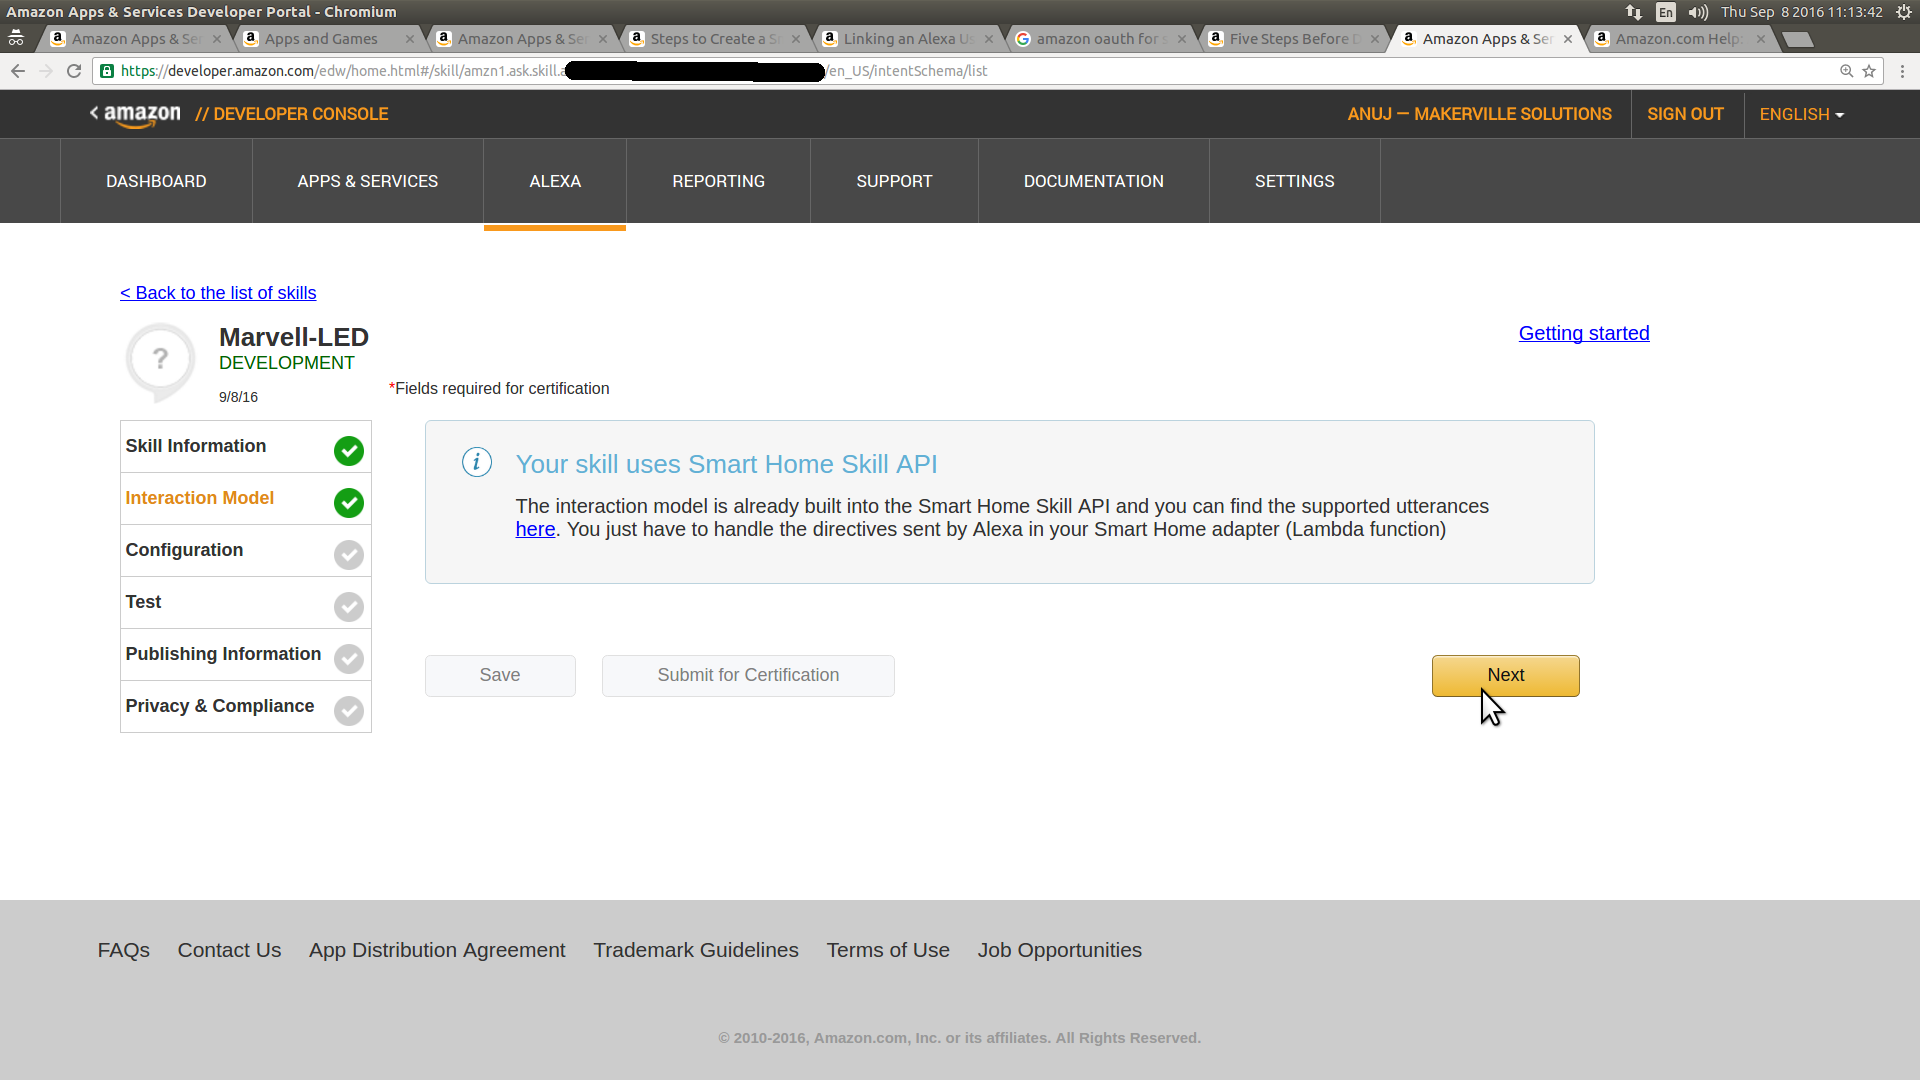 Amazon Apps & Services Developer Portal - Chromium
En
Thu Sep 8 2016 11:13:42
Amazon Apps & Ser
Apps and Games
Amazon Apps & Ser
Steps to Create a S
Linking an Alexa Us
amazon oauth for s
Five Steps Before D
Amazon Apps & Ser
Amazon.com Help:
https://developer.amazon.com/edw/home.html#/skill/amzn1.ask.skill.a
/en_US/intentSchema/list
< amazon // DEVELOPER CONSOLE
ANUJ — MAKERVILLE SOLUTIONS
SIGN OUT
ENGLISH
DASHBOARD
APPS & SERVICES
ALEXA
REPORTING
SUPPORT
DOCUMENTATION
SETTINGS
< Back to the list of skills
?
Marvell-LED
DEVELOPMENT
9/8/16
Getting started
*Fields required for certification
Skill Information
Interaction Model
Configuration
Test
Publishing Information
Privacy & Compliance
i
Your skill uses Smart Home Skill API
The interaction model is already built into the Smart Home Skill API and you can find the supported utterances
here. You just have to handle the directives sent by Alexa in your Smart Home adapter (Lambda function)
Save
Submit for Certification
Next
FAQs
Contact Us
App Distribution Agreement
Trademark Guidelines
Terms of Use
Job Opportunities
© 2010-2016, Amazon.com, Inc. or its affiliates. All Rights Reserved.